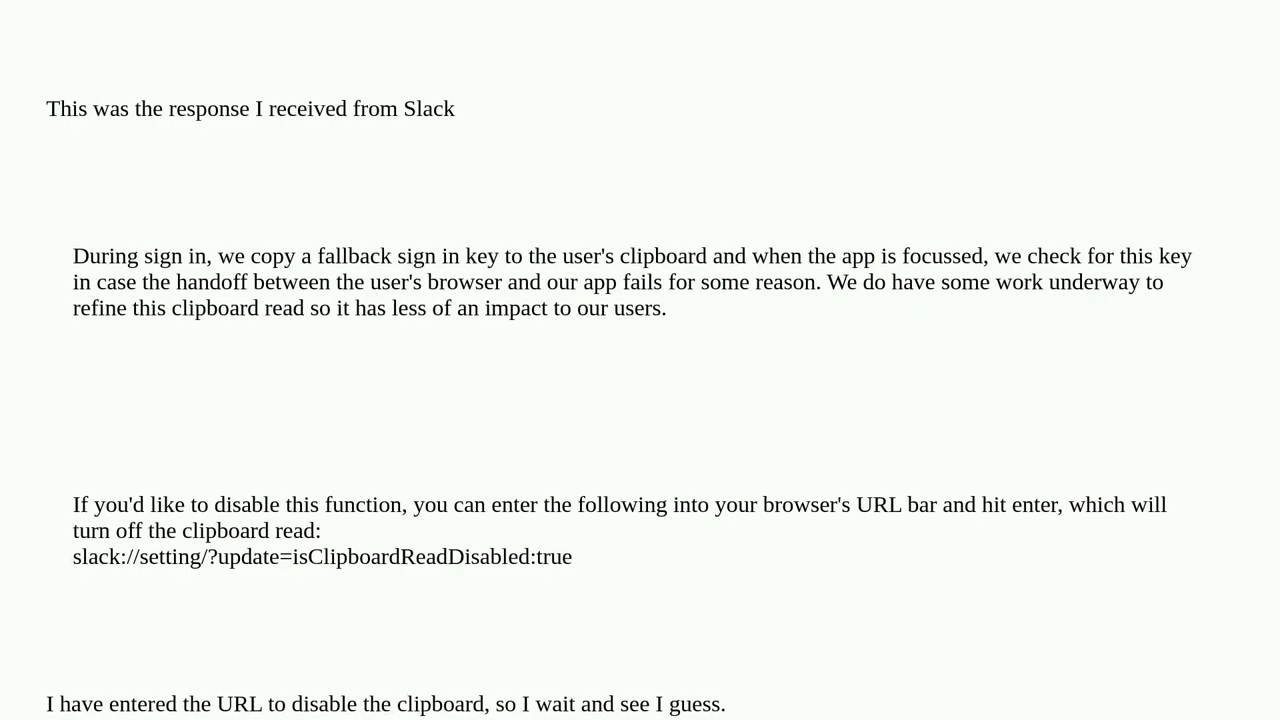 This was the response I received from Slack
During sign in, we copy a fallback sign in key to the user's clipboard and when the app is focussed, we check for this key
in case the handoff between the user's browser and our app fails for some reason. We do have some work underway to
refine this clipboard read so it has less of an impact to our users.
If you'd like to disable this function, you can enter the following into your browser's URL bar and hit enter, which will
turn off the clipboard read:
slack://setting/?update=isClipboardReadDisabled:true
I have entered the URL to disable the clipboard, so I wait and see I guess.